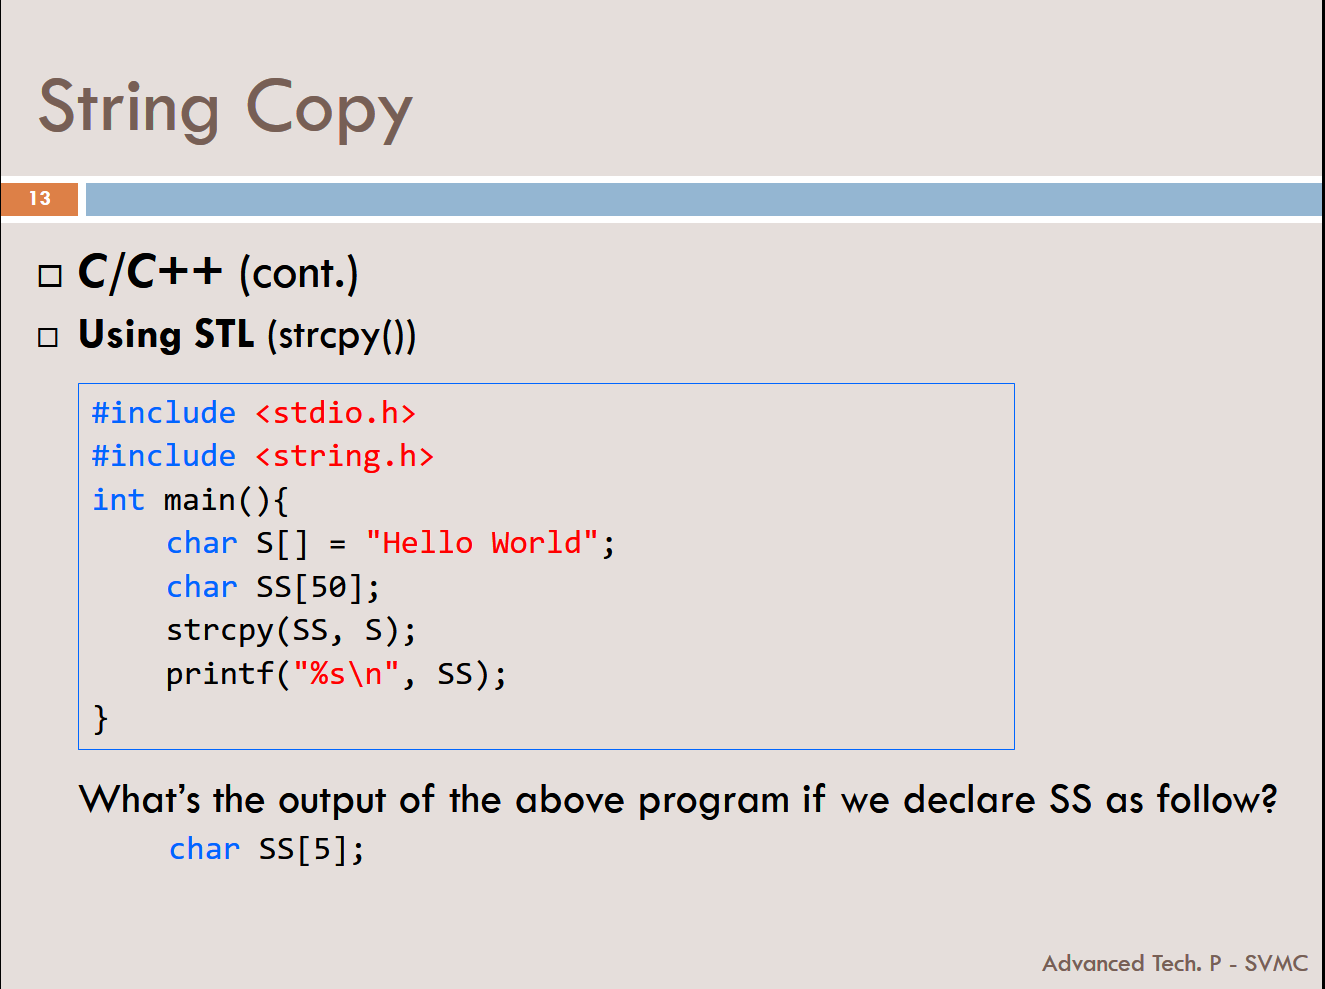 String Copy
13
C/C++ (cont.)
Using STL (strcpy())
#include <stdio.h>
#include <string.h>
int main(){
    char S[] = "Hello World";
    char SS[50];
    strcpy(SS, S);
    printf("%s\n", SS);
}
What’s the output of the above program if we declare SS as follow?
char SS[5];
Advanced Tech. P - SVMC